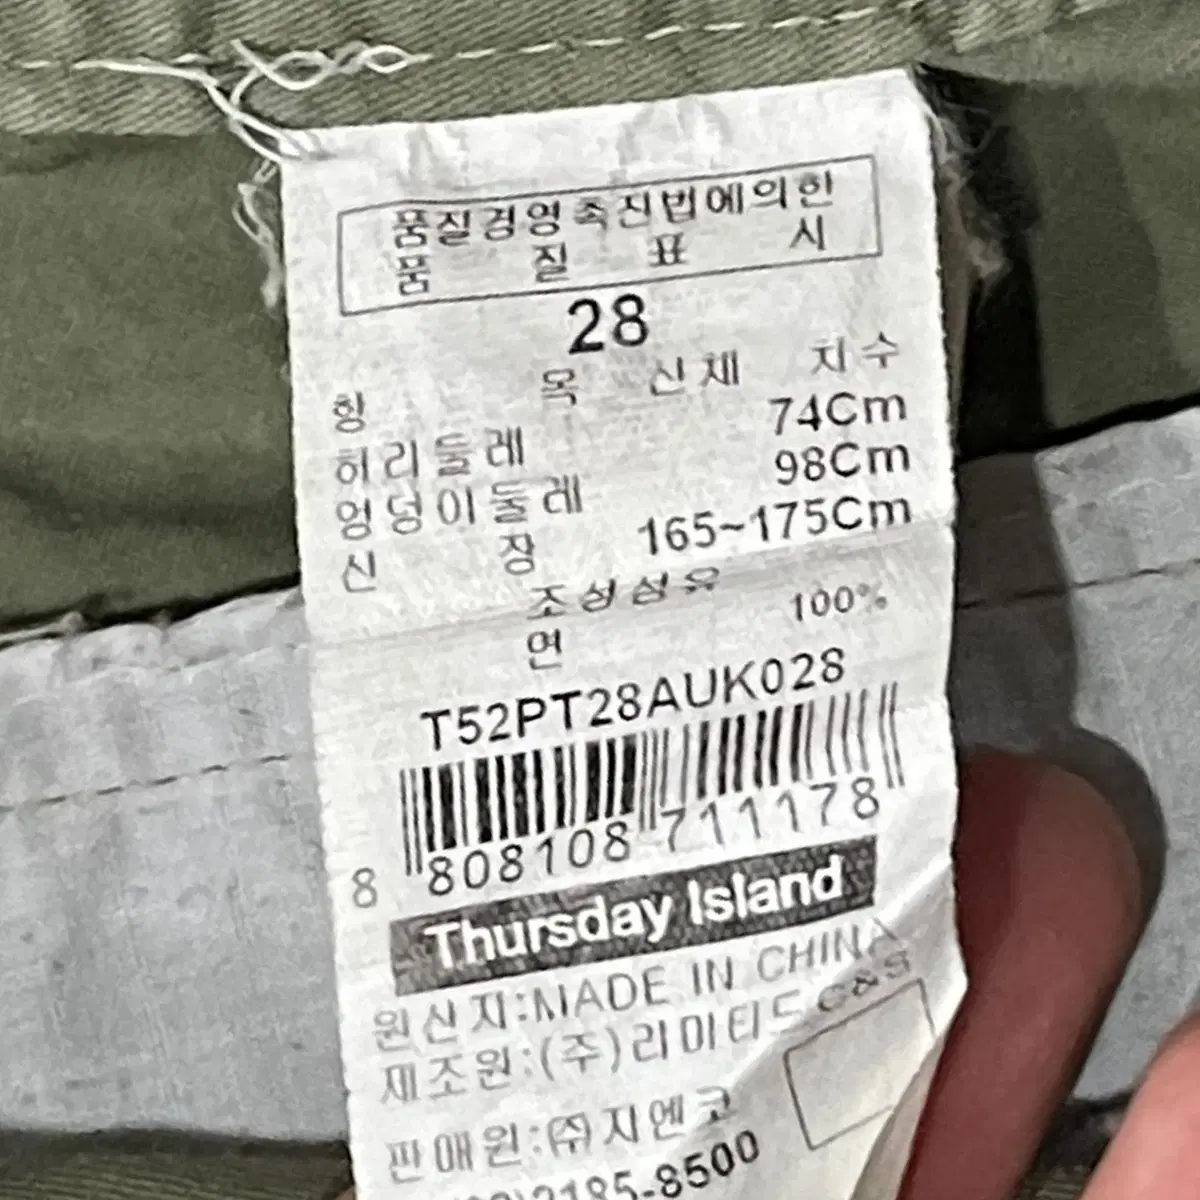 품질경영촉진법에의한
품 질 표 시
28
항 목 신체 치수
허리둘레 74Cm
엉덩이둘레 98Cm
신 장 165~175Cm
조성섬유
면 100%
T52PT28AUK028
8 808108 711178
Thursday Island
원산지:MADE IN CHINA
제조원:(주)리미티드C&S
판매원:(주)지엔코
2185-8500